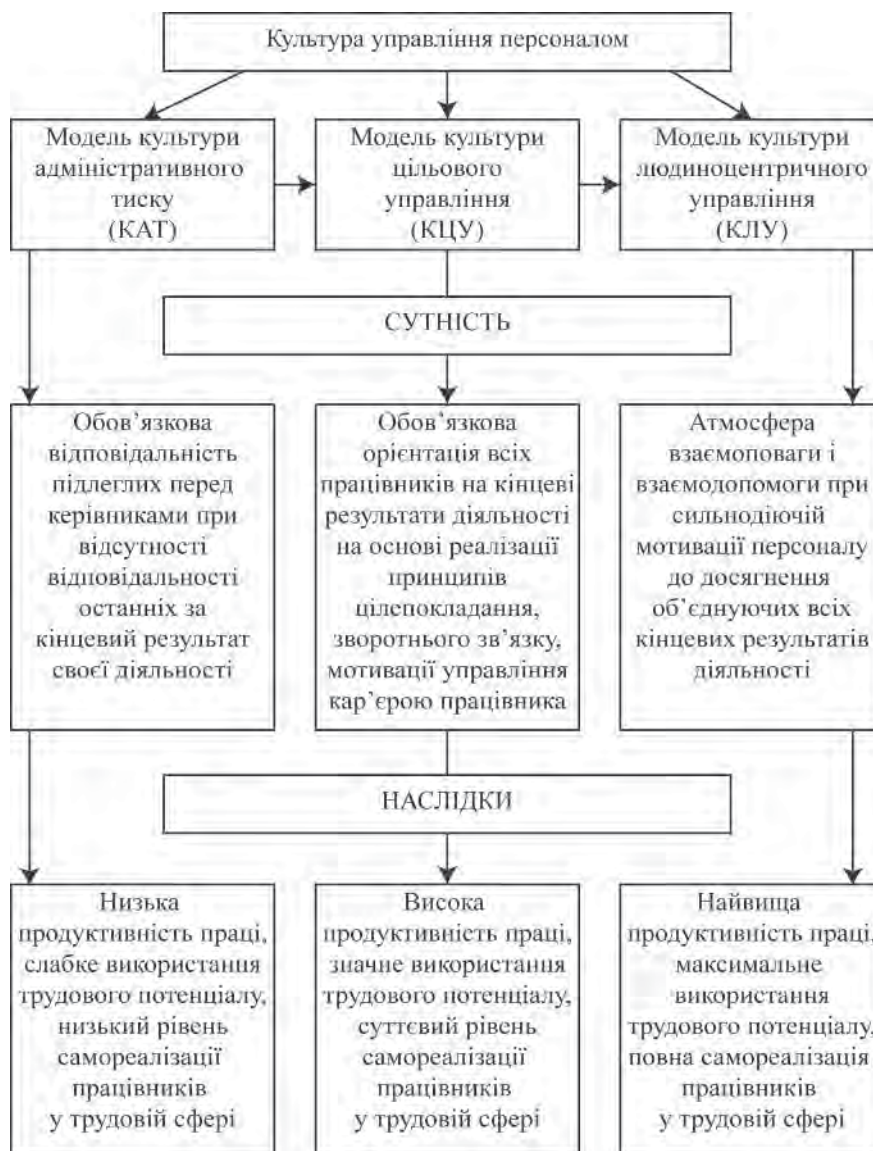 Культура управління персоналом
Модель культури
адміністративного
тиску
(КАТ)
Модель культури
цільового
управління
(КЦУ)
Модель культури
людиноцентричного
управління
(КЛУ)
СУТНІСТЬ
Обов’язкова
відповідальність
підлеглих перед
керівниками при
відсутності
відповідальності
останніх за
кінцевий результат
своєї діяльності
Обов’язкова
орієнтація всіх
працівників на кінцеві
результати діяльності
на основі реалізації
принципів
цілепокладання,
зворотнього зв’язку,
мотивації управління
кар’єрою працівника
Атмосфера
взаємоповаги і
взаємодопомоги при
сильнодіючій
мотивації персоналу
до досягнення
об’єднуючих всіх
кінцевих результатів
діяльності
НАСЛІДКИ
Низька
продуктивність праці,
слабке використання
трудового потенціалу,
низький рівень
самореалізації
працівників
у трудовій сфері
Висока
продуктивність праці,
значне використання
трудового потенціалу,
суттєвий рівень
самореалізації
працівників
у трудовій сфері
Найвища
продуктивність праці,
максимальне
використання
трудового потенціалу,
повна самореалізація
працівників
у трудовій сфері